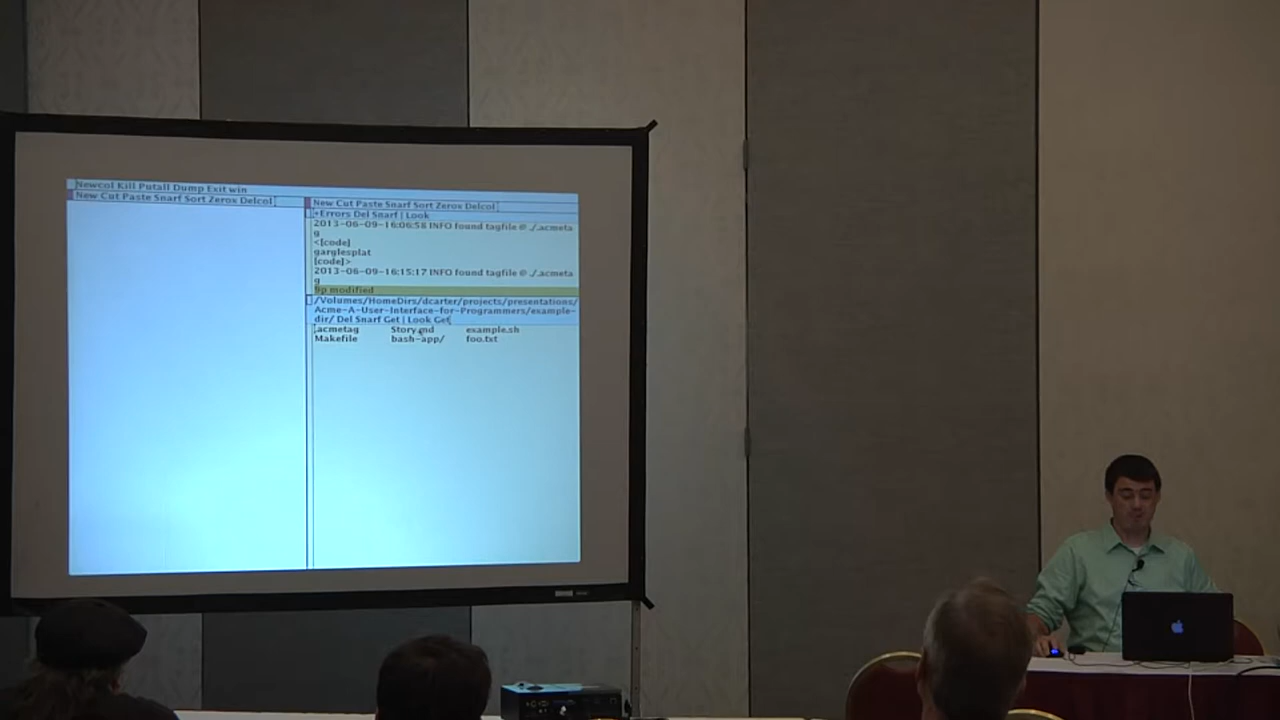 Newcol Kill Putall Dump Exit win
New Cut Paste Snarf Sort Zerox Delcol
New Cut Paste Snarf Sort Zerox Delcol
+Errors Del Snarf | Look
2013-06-09-16:06:58 INFO found tagfile @ ./.acmeta
g
<[code]
garglesplat
[code]>
2013-06-09-16:15:17 INFO found tagfile @ ./.acmeta
g
9p modified
/Volumes/HomeDirs/dcarter/projects/presentations/
Acme-A-User-Interface-for-Programmers/example-
dir/ Del Snarf Get | Look Get
.acmetag Story.md example.sh
Makefile bash-app/ foo.txt